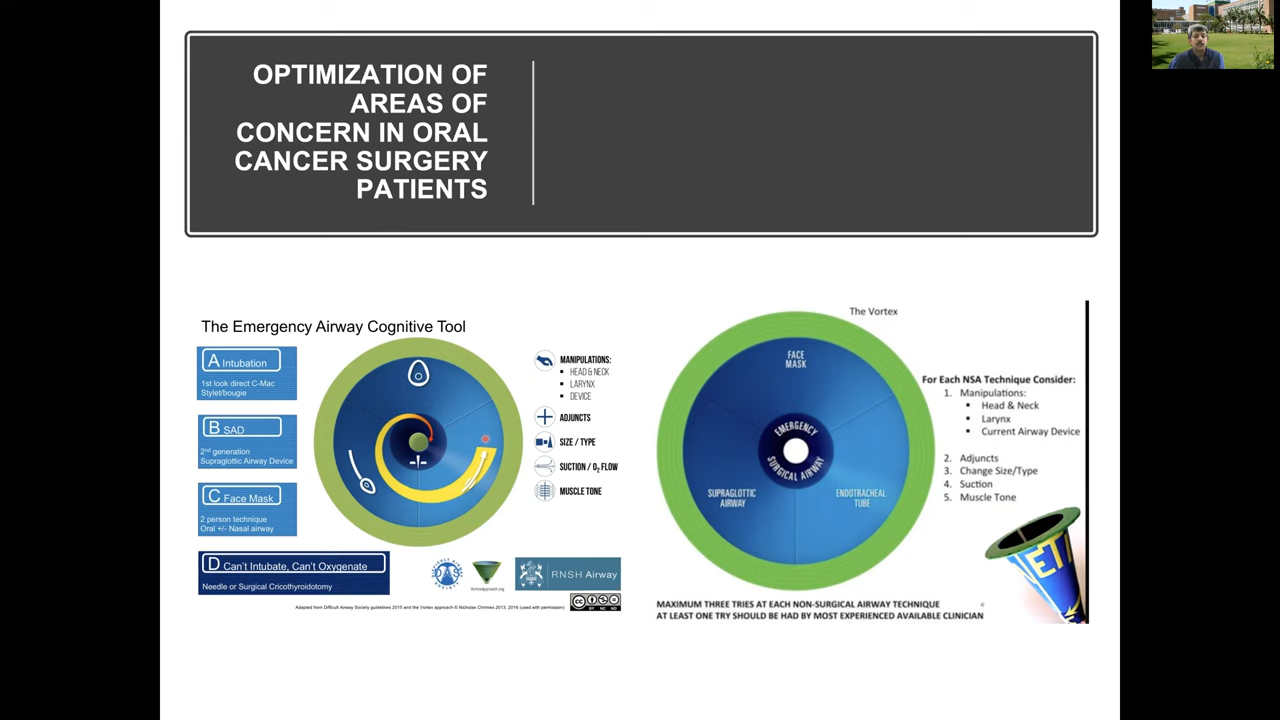 OPTIMIZATION OF
AREAS OF
CONCERN IN ORAL
CANCER SURGERY
PATIENTS
The Emergency Airway Cognitive Tool
A Intubation
1st look direct C-Mac
Stylet/bougie
B SAD
2nd generation
Supraglottic Airway Device
C Face Mask
2 person technique
Oral +/- Nasal airway
D Can't Intubate, Can't Oxygenate
Needle or Surgical Cricothyroidotomy
MANIPULATIONS:
▪ HEAD & NECK
▪ LARYNX
▪ DEVICE
ADJUNCTS
SIZE / TYPE
SUCTION / O2 FLOW
MUSCLE TONE
VortexApproach.org
RNSH Airway
CC BY NC ND
Adapted from Difficult Airway Society guidelines 2015 and the Vortex approach © Nicholas Chrimes 2013, 2016 (used with permission)
The Vortex
FACE
MASK
EMERGENCY
SURGICAL AIRWAY
SUPRAGLOTTIC
AIRWAY
ENDOTRACHEAL
TUBE
For Each NSA Technique Consider:
1. Manipulations:
▪ Head & Neck
▪ Larynx
▪ Current Airway Device
2. Adjuncts
3. Change Size/Type
4. Suction
5. Muscle Tone
MAXIMUM THREE TRIES AT EACH NON-SURGICAL AIRWAY TECHNIQUE
AT LEAST ONE TRY SHOULD BE HAD BY MOST EXPERIENCED AVAILABLE CLINICIAN